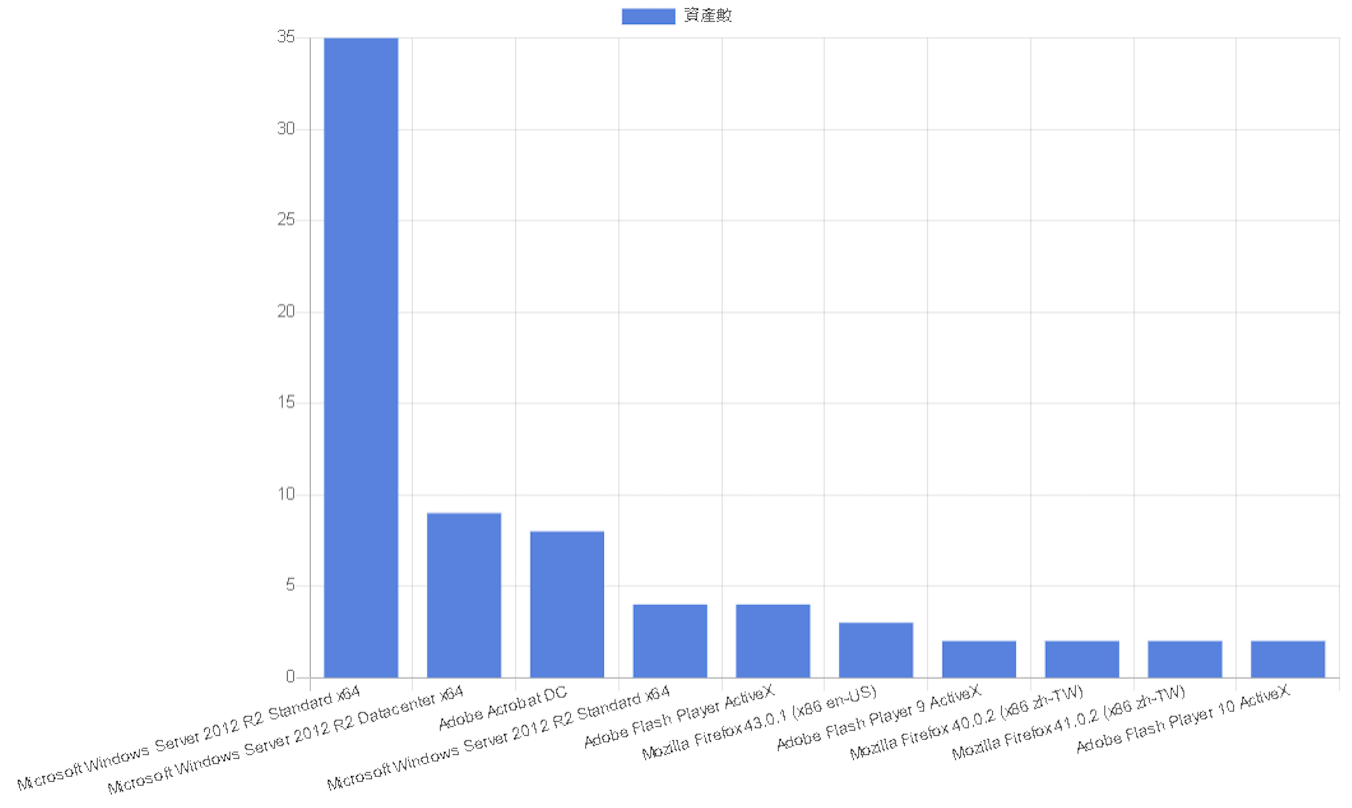 資產數
35
30
25
20
15
10
5
0
Microsoft Windows Server 2012 R2 Standard x64
Microsoft Windows Server 2012 R2 Datacenter x64
Adobe Acrobat DC
Microsoft Windows Server 2012 R2 Standard x64
Adobe Flash Player ActiveX
Mozilla Firefox 43.0.1 (x86 en-US)
Adobe Flash Player 9 ActiveX
Mozilla Firefox 40.0.2 (x86 zh-TW)
Mozilla Firefox 41.0.2 (x86 zh-TW)
Adobe Flash Player 10 ActiveX